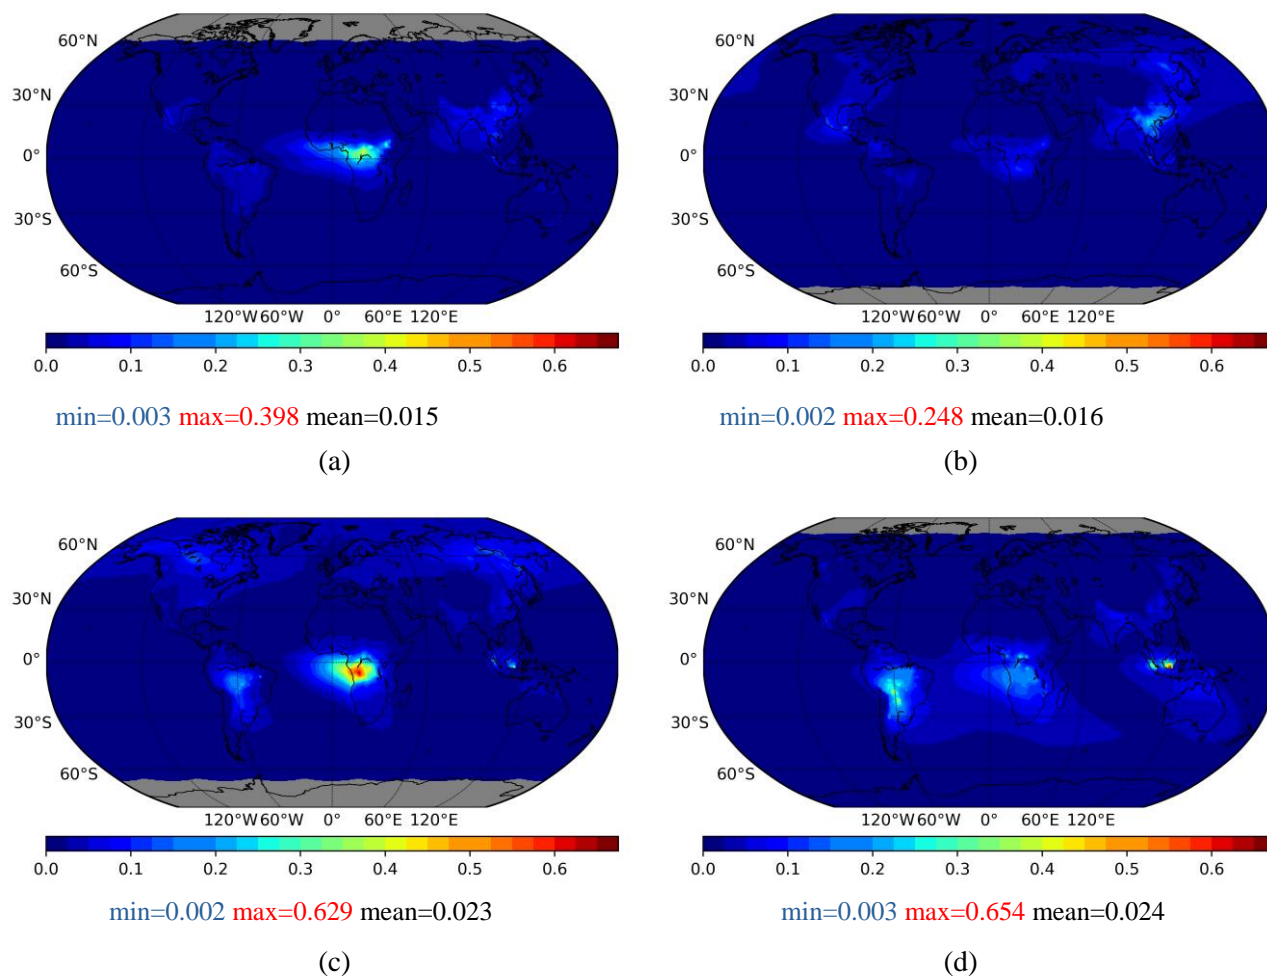 60°N
30°N
0°
30°S
60°S
120°W 60°W 0° 60°E 120°E
0.0 0.1 0.2 0.3 0.4 0.5 0.6
min=0.003 max=0.398 mean=0.015
(a)
60°N
30°N
0°
30°S
60°S
120°W 60°W 0° 60°E 120°E
0.0 0.1 0.2 0.3 0.4 0.5 0.6
min=0.002 max=0.248 mean=0.016
(b)
60°N
30°N
0°
30°S
60°S
120°W 60°W 0° 60°E 120°E
0.0 0.1 0.2 0.3 0.4 0.5 0.6
min=0.002 max=0.629 mean=0.023
(c)
60°N
30°N
0°
30°S
60°S
120°W 60°W 0° 60°E 120°E
0.0 0.1 0.2 0.3 0.4 0.5 0.6
min=0.003 max=0.654 mean=0.024
(d)